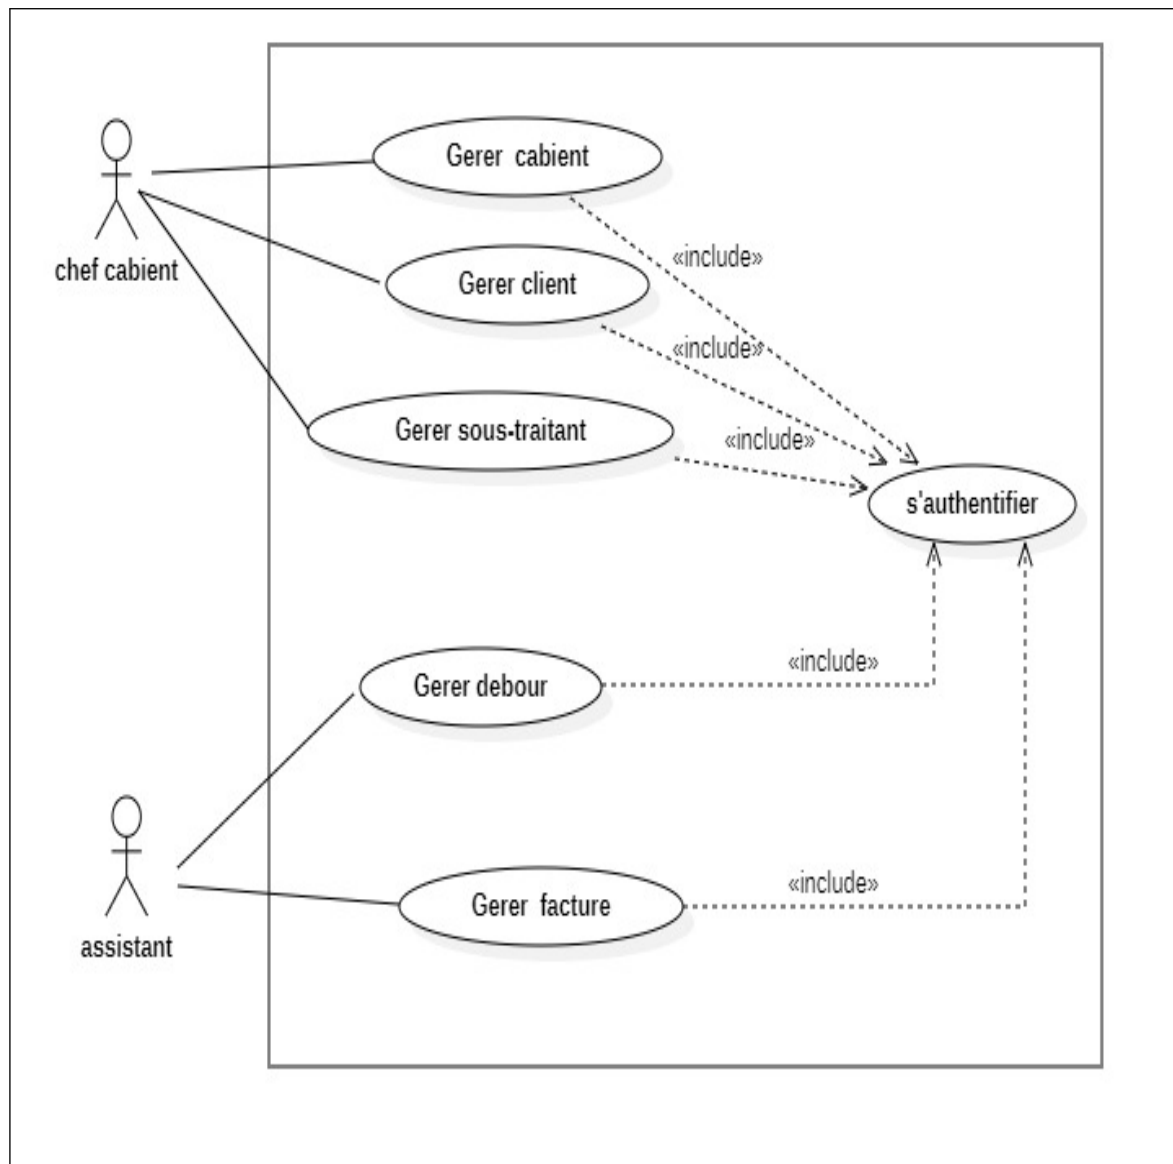 Gerer cabient
«include»
chef cabient
Gerer client
«include»
Gerer sous-traitant
«include»
s'authentifier
Gerer debour
«include»
Gerer facture
«include»
assistant